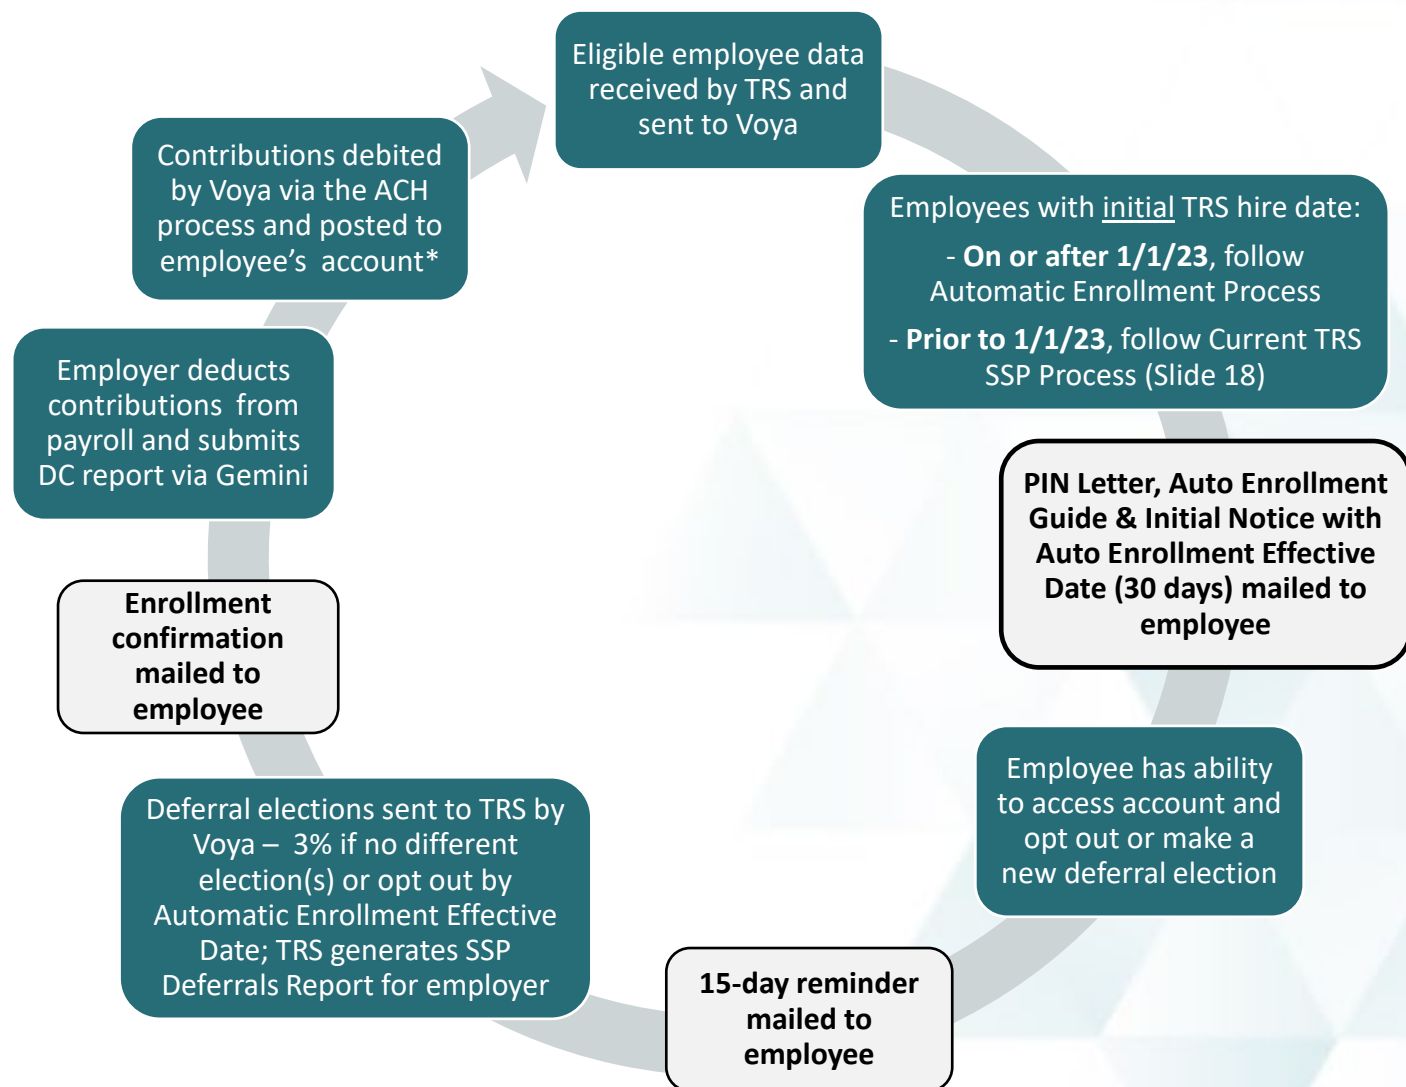 Eligible employee data
received by TRS and
sent to Voya
Employees with initial TRS hire date:
- On or after 1/1/23, follow
Automatic Enrollment Process
- Prior to 1/1/23, follow Current TRS
SSP Process (Slide 18)
PIN Letter, Auto Enrollment
Guide & Initial Notice with
Auto Enrollment Effective
Date (30 days) mailed to
employee
Employee has ability
to access account and
opt out or make a
new deferral election
15-day reminder
mailed to
employee
Deferral elections sent to TRS by
Voya – 3% if no different
election(s) or opt out by
Automatic Enrollment Effective
Date; TRS generates SSP
Deferrals Report for employer
Enrollment
confirmation
mailed to
employee
Employer deducts
contributions from
payroll and submits
DC report via Gemini
Contributions debited
by Voya via the ACH
process and posted to
employee's account*